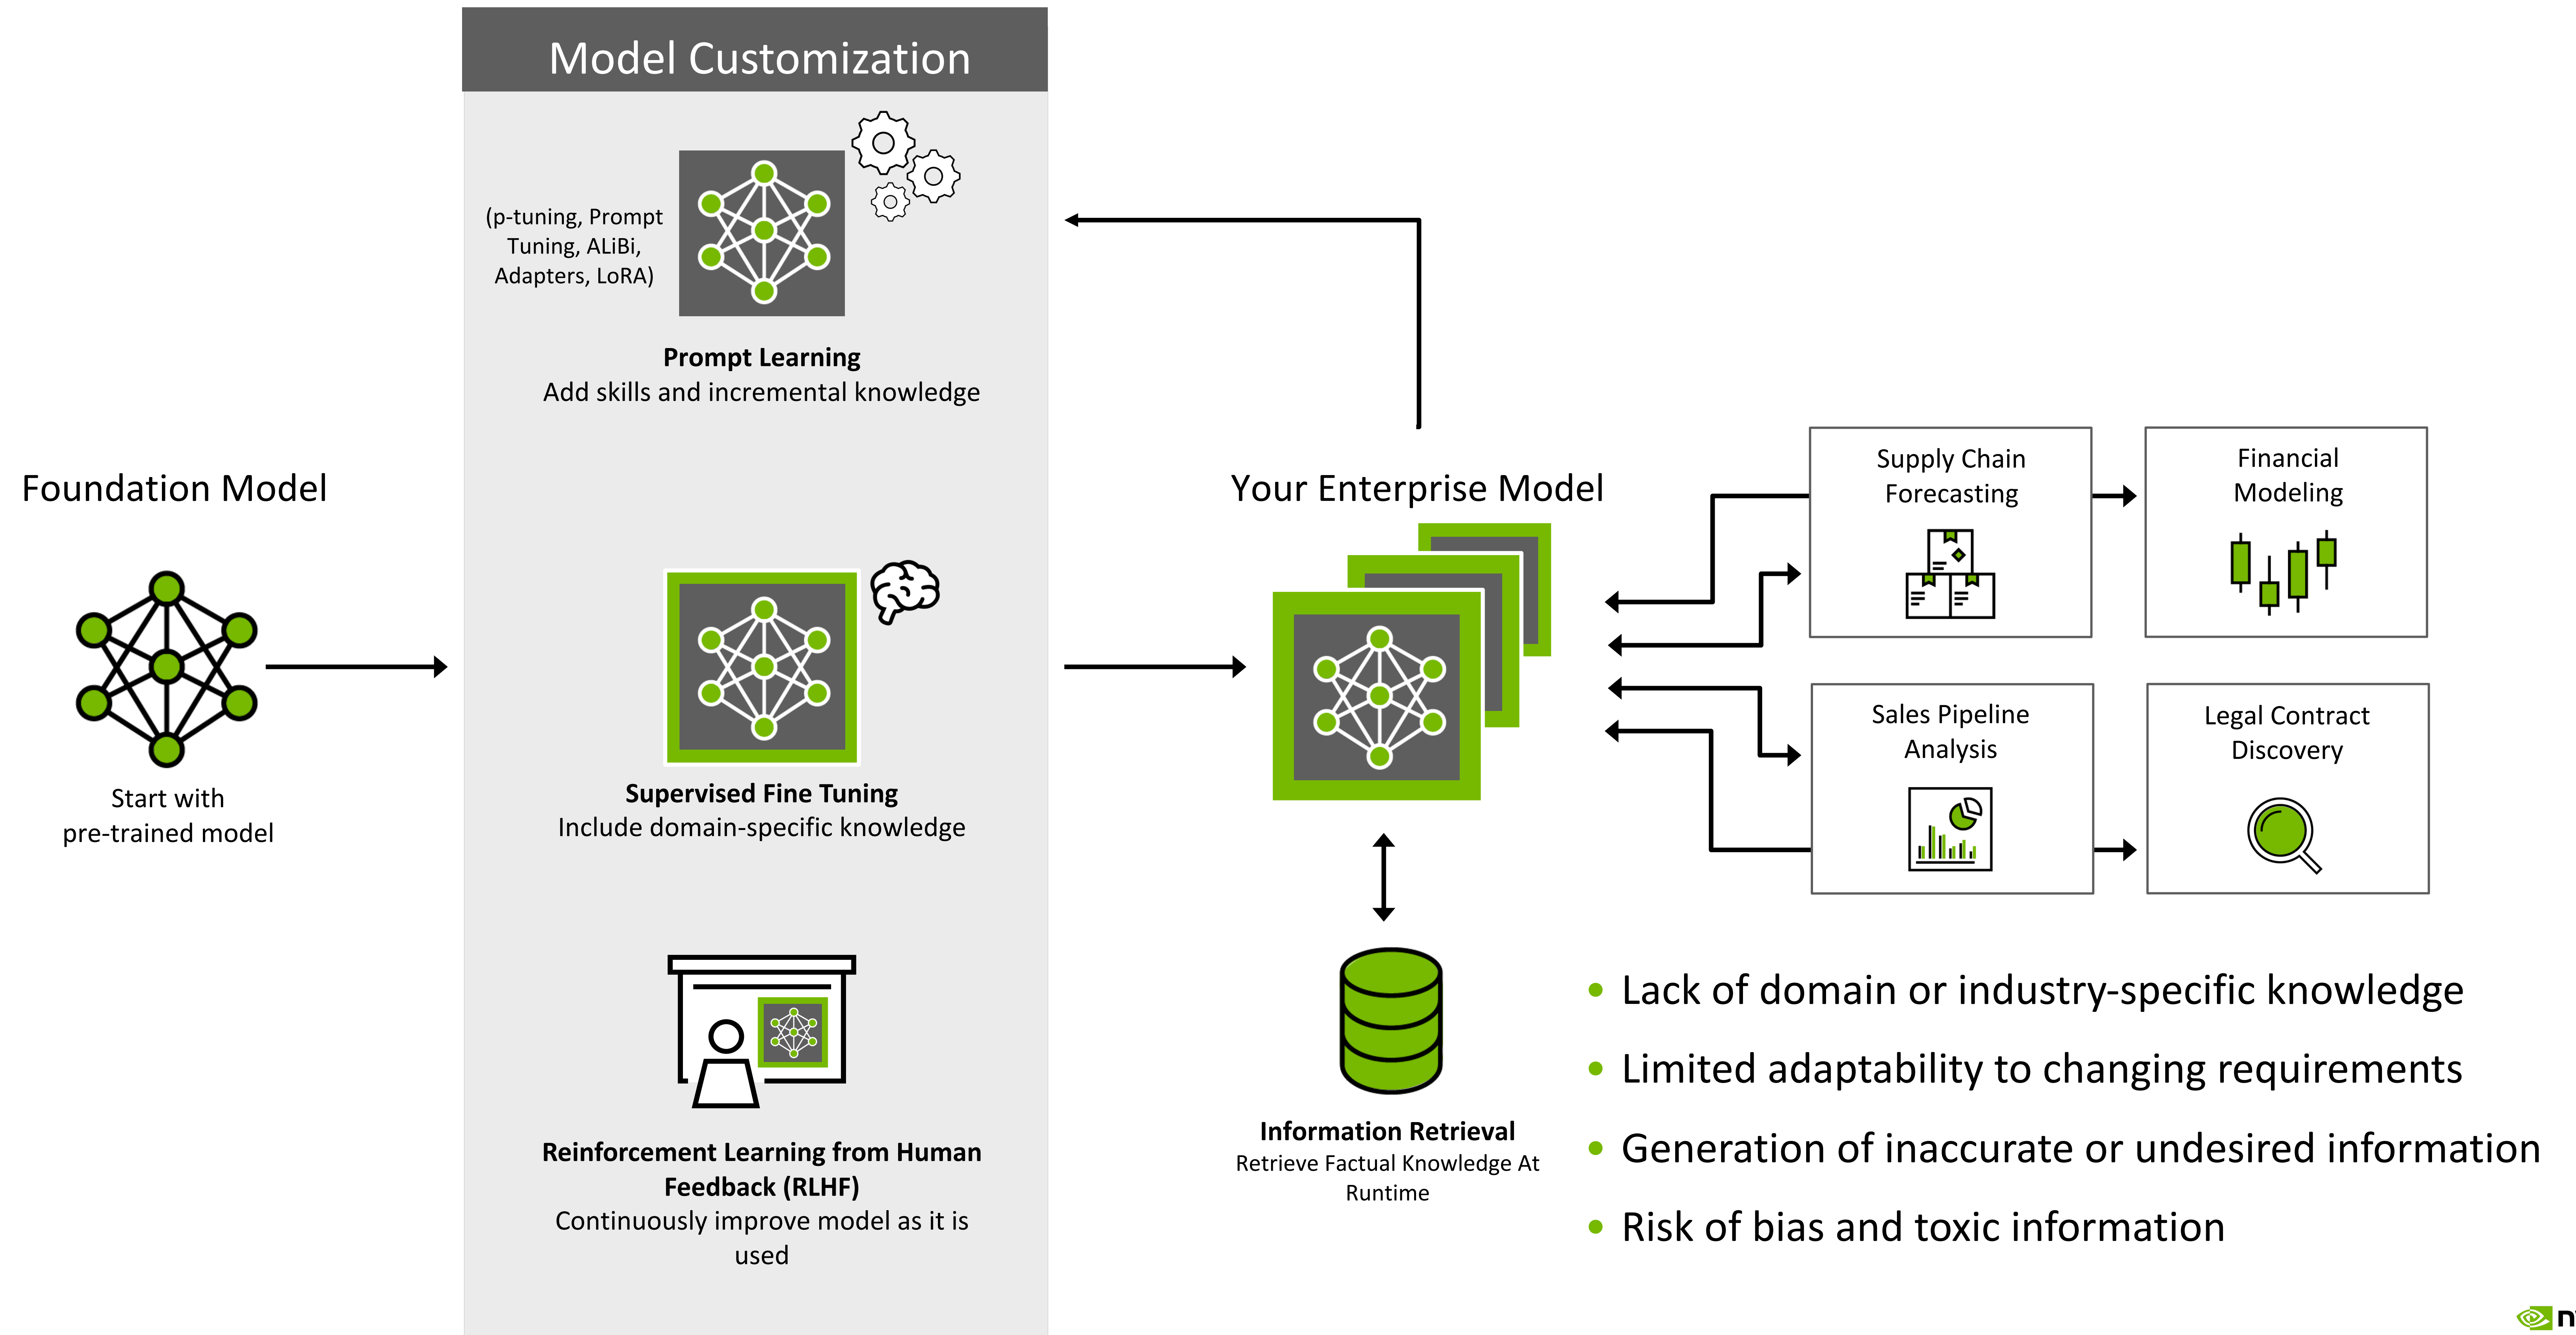 Model Customization
(p-tuning, Prompt
Tuning, ALiBi,
Adapters, LoRA)
Prompt Learning
Add skills and incremental knowledge
Foundation Model
Start with
pre-trained model
Supervised Fine Tuning
Include domain-specific knowledge
Reinforcement Learning from Human
Feedback (RLHF)
Continuously improve model as it is
used
Your Enterprise Model
Information Retrieval
Retrieve Factual Knowledge At
Runtime
Supply Chain
Forecasting
Financial
Modeling
Sales Pipeline
Analysis
Legal Contract
Discovery
• Lack of domain or industry-specific knowledge
• Limited adaptability to changing requirements
• Generation of inaccurate or undesired information
• Risk of bias and toxic information